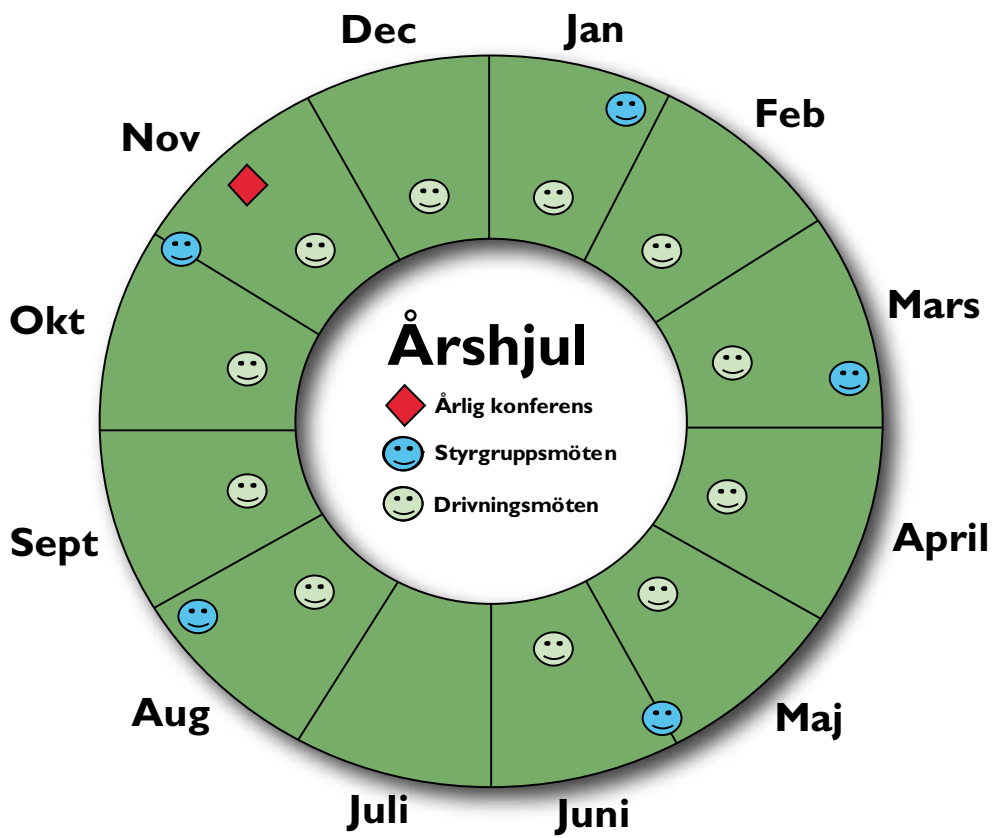 Jan
Feb
Mars
April
Maj
Juni
Juli
Aug
Sept
Okt
Nov
Dec
Årshjul
Årlig konferens
Styrgruppsmöten
Drivningsmöten